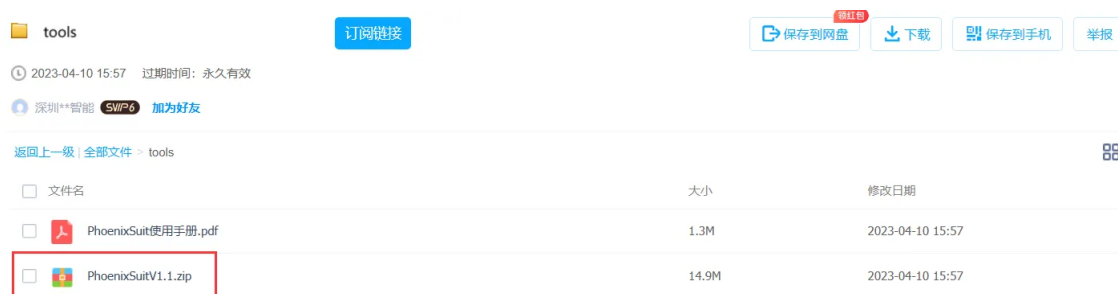 tools
订阅链接
领红包
保存到网盘
下载
保存到手机
举报
2023-04-10 15:57 过期时间：永久有效
深圳**智能 SVIP6 加为好友
返回上一级 | 全部文件 > tools
文件名 大小 修改日期
PhoenixSuit使用手册.pdf 1.3M 2023-04-10 15:57
PhoenixSuitV1.1.zip 14.9M 2023-04-10 15:57